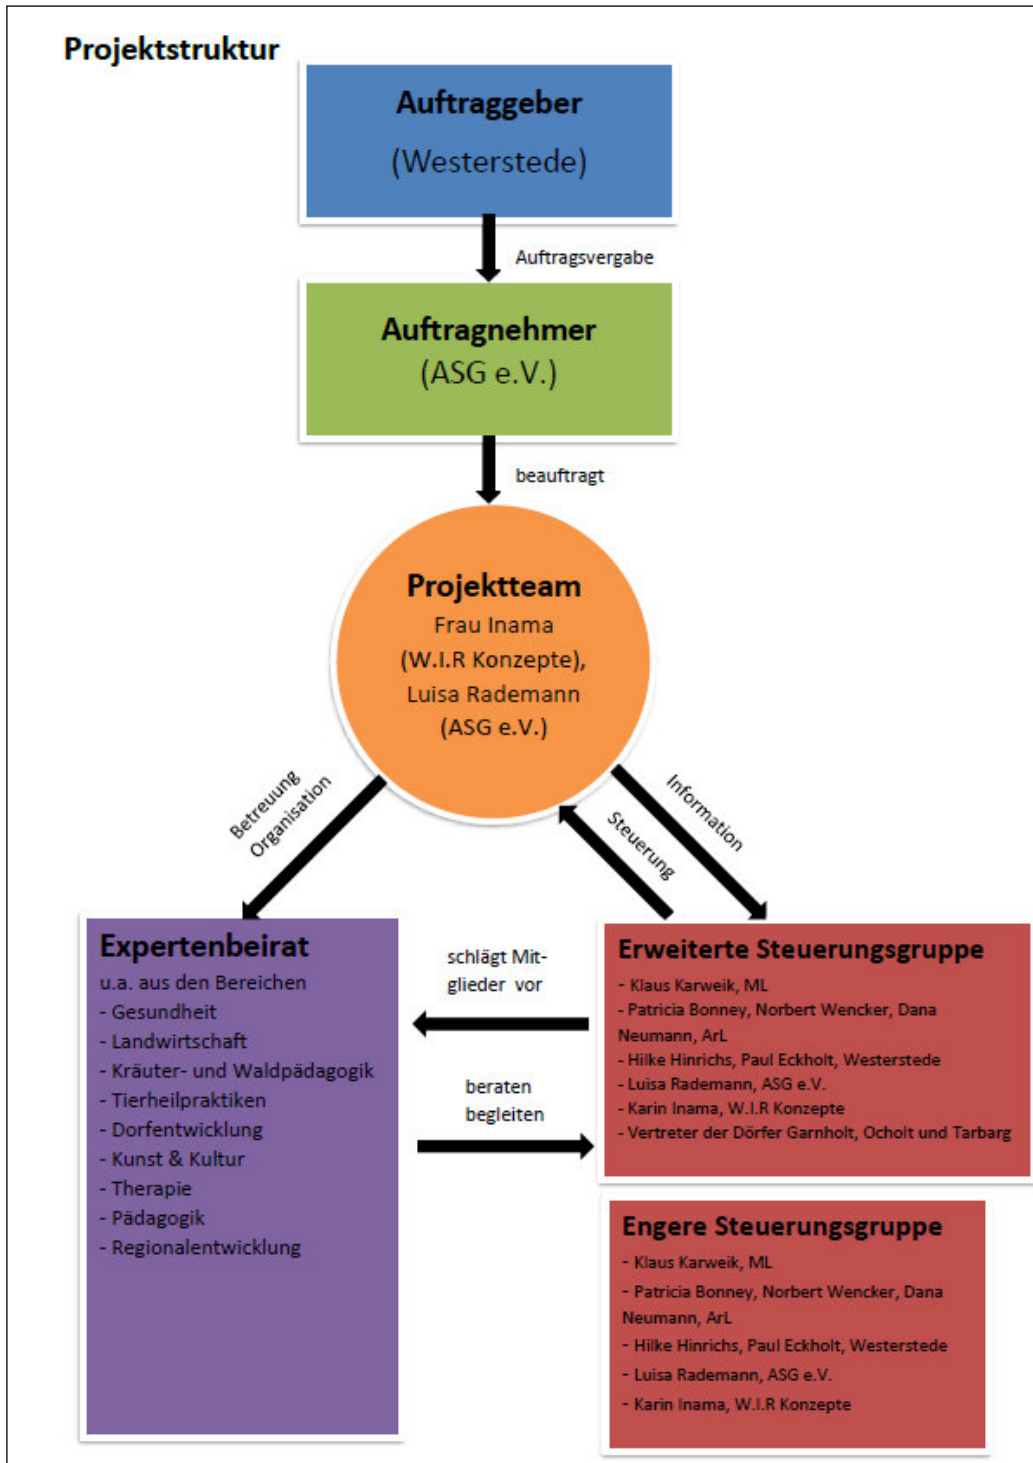 Projektstruktur
Auftraggeber
(Westerstede)
Auftragsvergabe
Auftragnehmer
(ASG e.V.)
beauftragt
Projektteam
Frau Inama
(W.I.R Konzepte),
Luisa Rademann
(ASG e.V.)
Betreuung
Organisation
Information
Steuerung
Expertenbeirat
u.a. aus den Bereichen
- Gesundheit
- Landwirtschaft
- Kräuter- und Waldpädagogik
- Tierheilpraktiken
- Dorfentwicklung
- Kunst & Kultur
- Therapie
- Pädagogik
- Regionalentwicklung
schlägt Mit-
glieder vor
beraten
begleiten
Erweiterte Steuerungsgruppe
- Klaus Karweik, ML
- Patricia Bonney, Norbert Wencker, Dana
Neumann, ArL
- Hilke Hinrichs, Paul Eckholt, Westerstede
- Luisa Rademann, ASG e.V.
- Karin Inama, W.I.R Konzepte
- Vertreter der Dörfer Garnholt, Ocholt und Tarbarg
Engere Steuerungsgruppe
- Klaus Karweik, ML
- Patricia Bonney, Norbert Wencker, Dana
Neumann, ArL
- Hilke Hinrichs, Paul Eckholt, Westerstede
- Luisa Rademann, ASG e.V.
- Karin Inama, W.I.R Konzepte